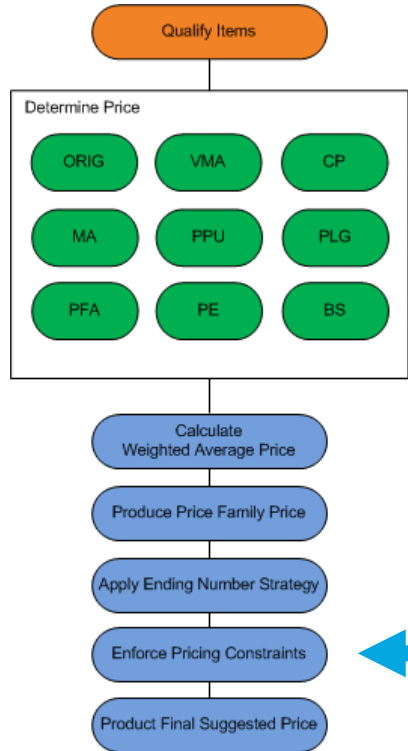 Qualify Items
Determine Price
ORIG VMA CP
MA PPU PLG
PFA PE BS
Calculate
Weighted Average Price
Produce Price Family Price
Apply Ending Number Strategy
Enforce Pricing Constraints
Product Final Suggested Price